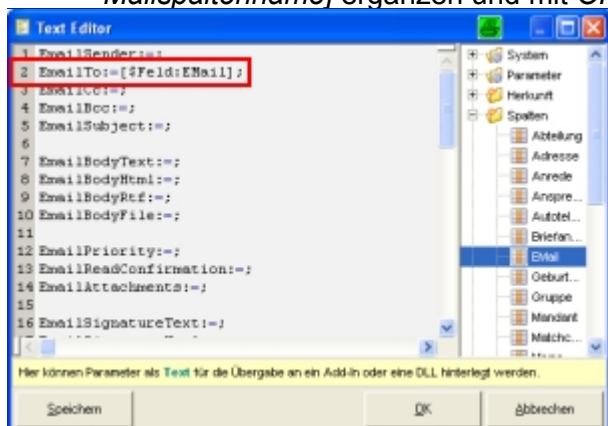 Mailspaltenname] ergänzen und mit
Text Editor
1 EmailSender:=;
2 EmailTo:=[$Feld:EMail];
3 EmailCc:=;
4 EmailBcc:=;
5 EmailSubject:=;
6
7 EmailBodyText:=;
8 EmailBodyHtml:=;
9 EmailBodyRtf:=;
10 EmailBodyFile:=;
11
12 EmailPriority:=;
13 EmailReadConfirmation:=;
14 EmailAttachments:=;
15
16 EmailSignatureText:=;
System
Parameter
Herkunft
Spalten
Abteilung
Adresse
Anrede
Anspre...
Autotel...
Briefan...
EMail
Geburt...
Gruppe
Mandant
Matchc...
Hier können Parameter als Text für die Übergabe an ein Add-In oder eine DLL hinterlegt werden.
Speichern
OK
Abbrechen